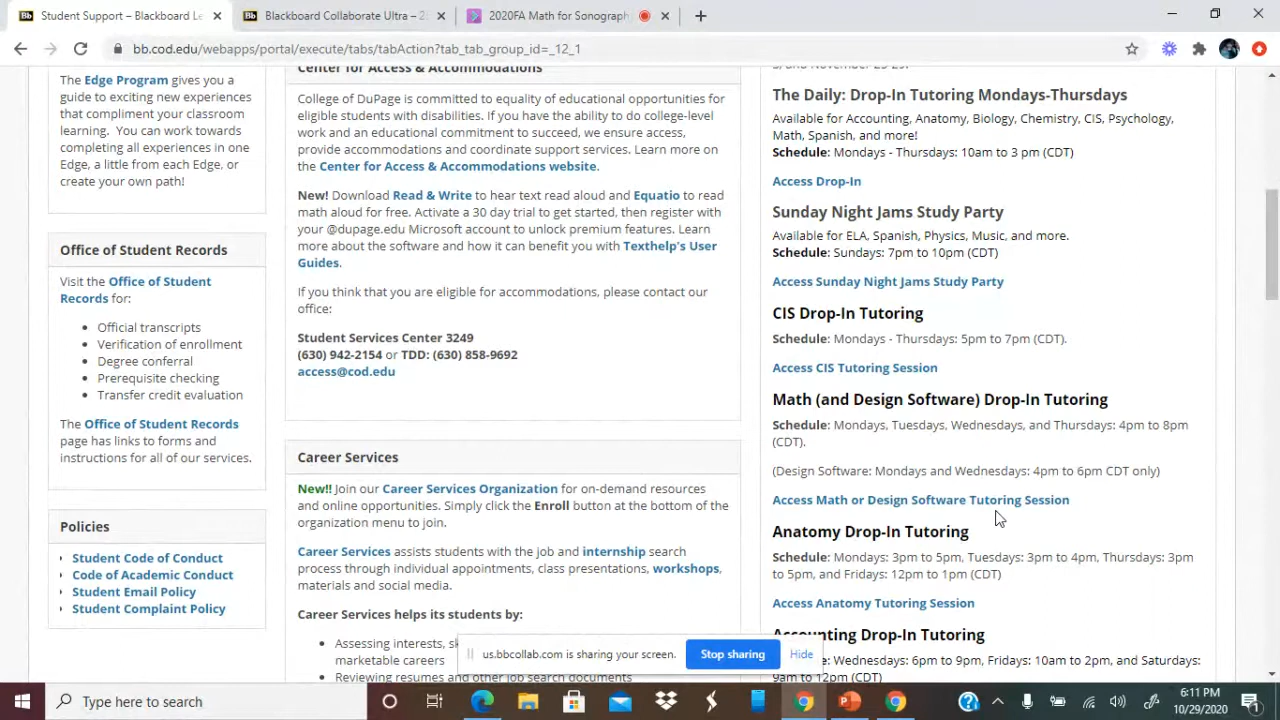 Student Support – Blackboard Le
Blackboard Collaborate Ultra – 2
2020FA Math for Sonography
bb.cod.edu/webapps/portal/execute/tabs/tabAction?tab_tab_group_id=_12_1
The Edge Program gives you a
guide to exciting new experiences
that compliment your classroom
learning. You can work towards
completing all experiences in one
Edge, a little from each Edge, or
create your own path!
Office of Student Records
Visit the Office of Student
Records for:
Official transcripts
Verification of enrollment
Degree conferral
Prerequisite checking
Transfer credit evaluation
The Office of Student Records
page has links to forms and
instructions for all of our services.
Policies
Student Code of Conduct
Code of Academic Conduct
Student Email Policy
Student Complaint Policy
Center for Access & Accommodations
College of DuPage is committed to equality of educational opportunities for
eligible students with disabilities. If you have the ability to do college-level
work and an educational commitment to succeed, we ensure access,
provide accommodations and coordinate support services. Learn more on
the Center for Access & Accommodations website.
New! Download Read & Write to hear text read aloud and Equatio to read
math aloud for free. Activate a 30 day trial to get started, then register with
your @dupage.edu Microsoft account to unlock premium features. Learn
more about the software and how it can benefit you with Texthelp's User
Guides.
If you think that you are eligible for accommodations, please contact our
office:
Student Services Center 3249
(630) 942-2154 or TDD: (630) 858-9692
access@cod.edu
Career Services
New!! Join our Career Services Organization for on-demand resources
and online opportunities. Simply click the Enroll button at the bottom of the
organization menu to join.
Career Services assists students with the job and internship search
process through individual appointments, class presentations, workshops,
materials and social media.
Career Services helps its students by:
Assessing interests, sk
marketable careers
Reviewing resumes and other job search documents
The Daily: Drop-In Tutoring Mondays-Thursdays
Available for Accounting, Anatomy, Biology, Chemistry, CIS, Psychology,
Math, Spanish, and more!
Schedule: Mondays - Thursdays: 10am to 3 pm (CDT)
Access Drop-In
Sunday Night Jams Study Party
Available for ELA, Spanish, Physics, Music, and more.
Schedule: Sundays: 7pm to 10pm (CDT)
Access Sunday Night Jams Study Party
CIS Drop-In Tutoring
Schedule: Mondays - Thursdays: 5pm to 7pm (CDT).
Access CIS Tutoring Session
Math (and Design Software) Drop-In Tutoring
Schedule: Mondays, Tuesdays, Wednesdays, and Thursdays: 4pm to 8pm
(CDT).
(Design Software: Mondays and Wednesdays: 4pm to 6pm CDT only)
Access Math or Design Software Tutoring Session
Anatomy Drop-In Tutoring
Schedule: Mondays: 3pm to 5pm, Tuesdays: 3pm to 4pm, Thursdays: 3pm
to 5pm, and Fridays: 12pm to 1pm (CDT)
Access Anatomy Tutoring Session
Accounting Drop-In Tutoring
Wednesdays: 6pm to 9pm, Fridays: 10am to 2pm, and Saturdays:
9am to 12pm (CDT)
us.bbcollab.com is sharing your screen.
Stop sharing
Hide
Type here to search
6:11 PM
10/29/2020